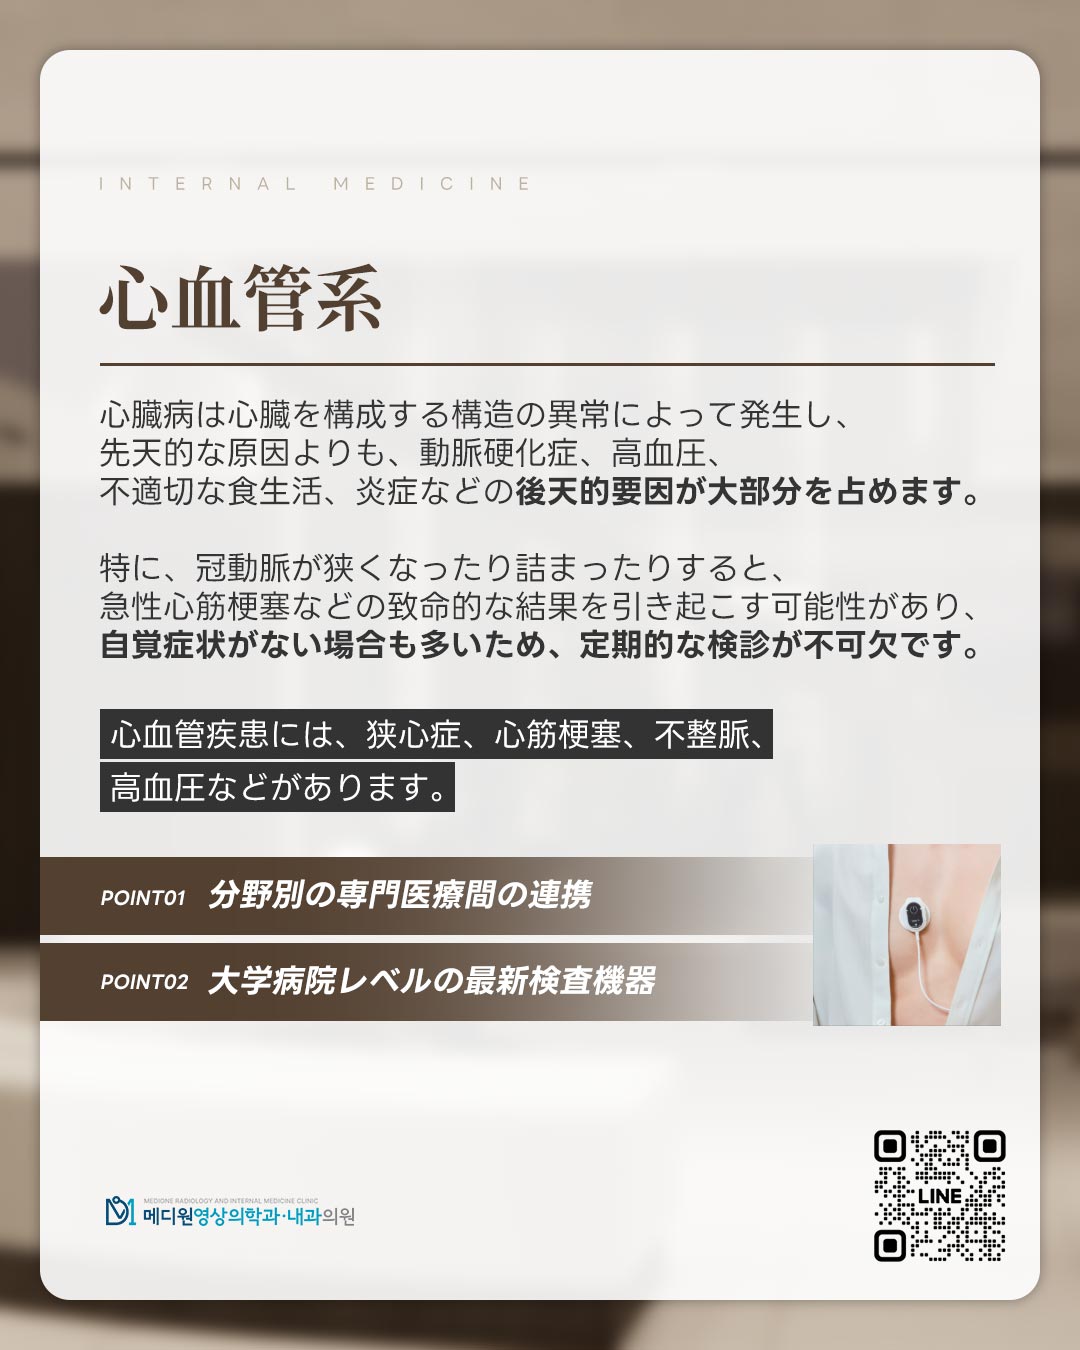 INTERNAL MEDICINE
心血管系
心臓病は心臓を構成する構造の異常によって発生し、
先天的な原因よりも、動脈硬化症、高血圧、
不適切な食生活、炎症などの後天的要因が大部分を占めます。
特に、冠動脈が狭くなったり詰まったりすると、
急性心筋梗塞などの致命的な結果を引き起こす可能性があり、
自覚症状がない場合も多いため、定期的な検診が不可欠です。
心血管疾患には、狭心症、心筋梗塞、不整脈、
高血圧などがあります。
POINT01 分野別の専門医療間の連携
POINT02 大学病院レベルの最新検査機器
LINE
MEDIONE RADIOLOGY AND INTERNAL MEDICINE CLINIC
메디원영상의학과·내과의원